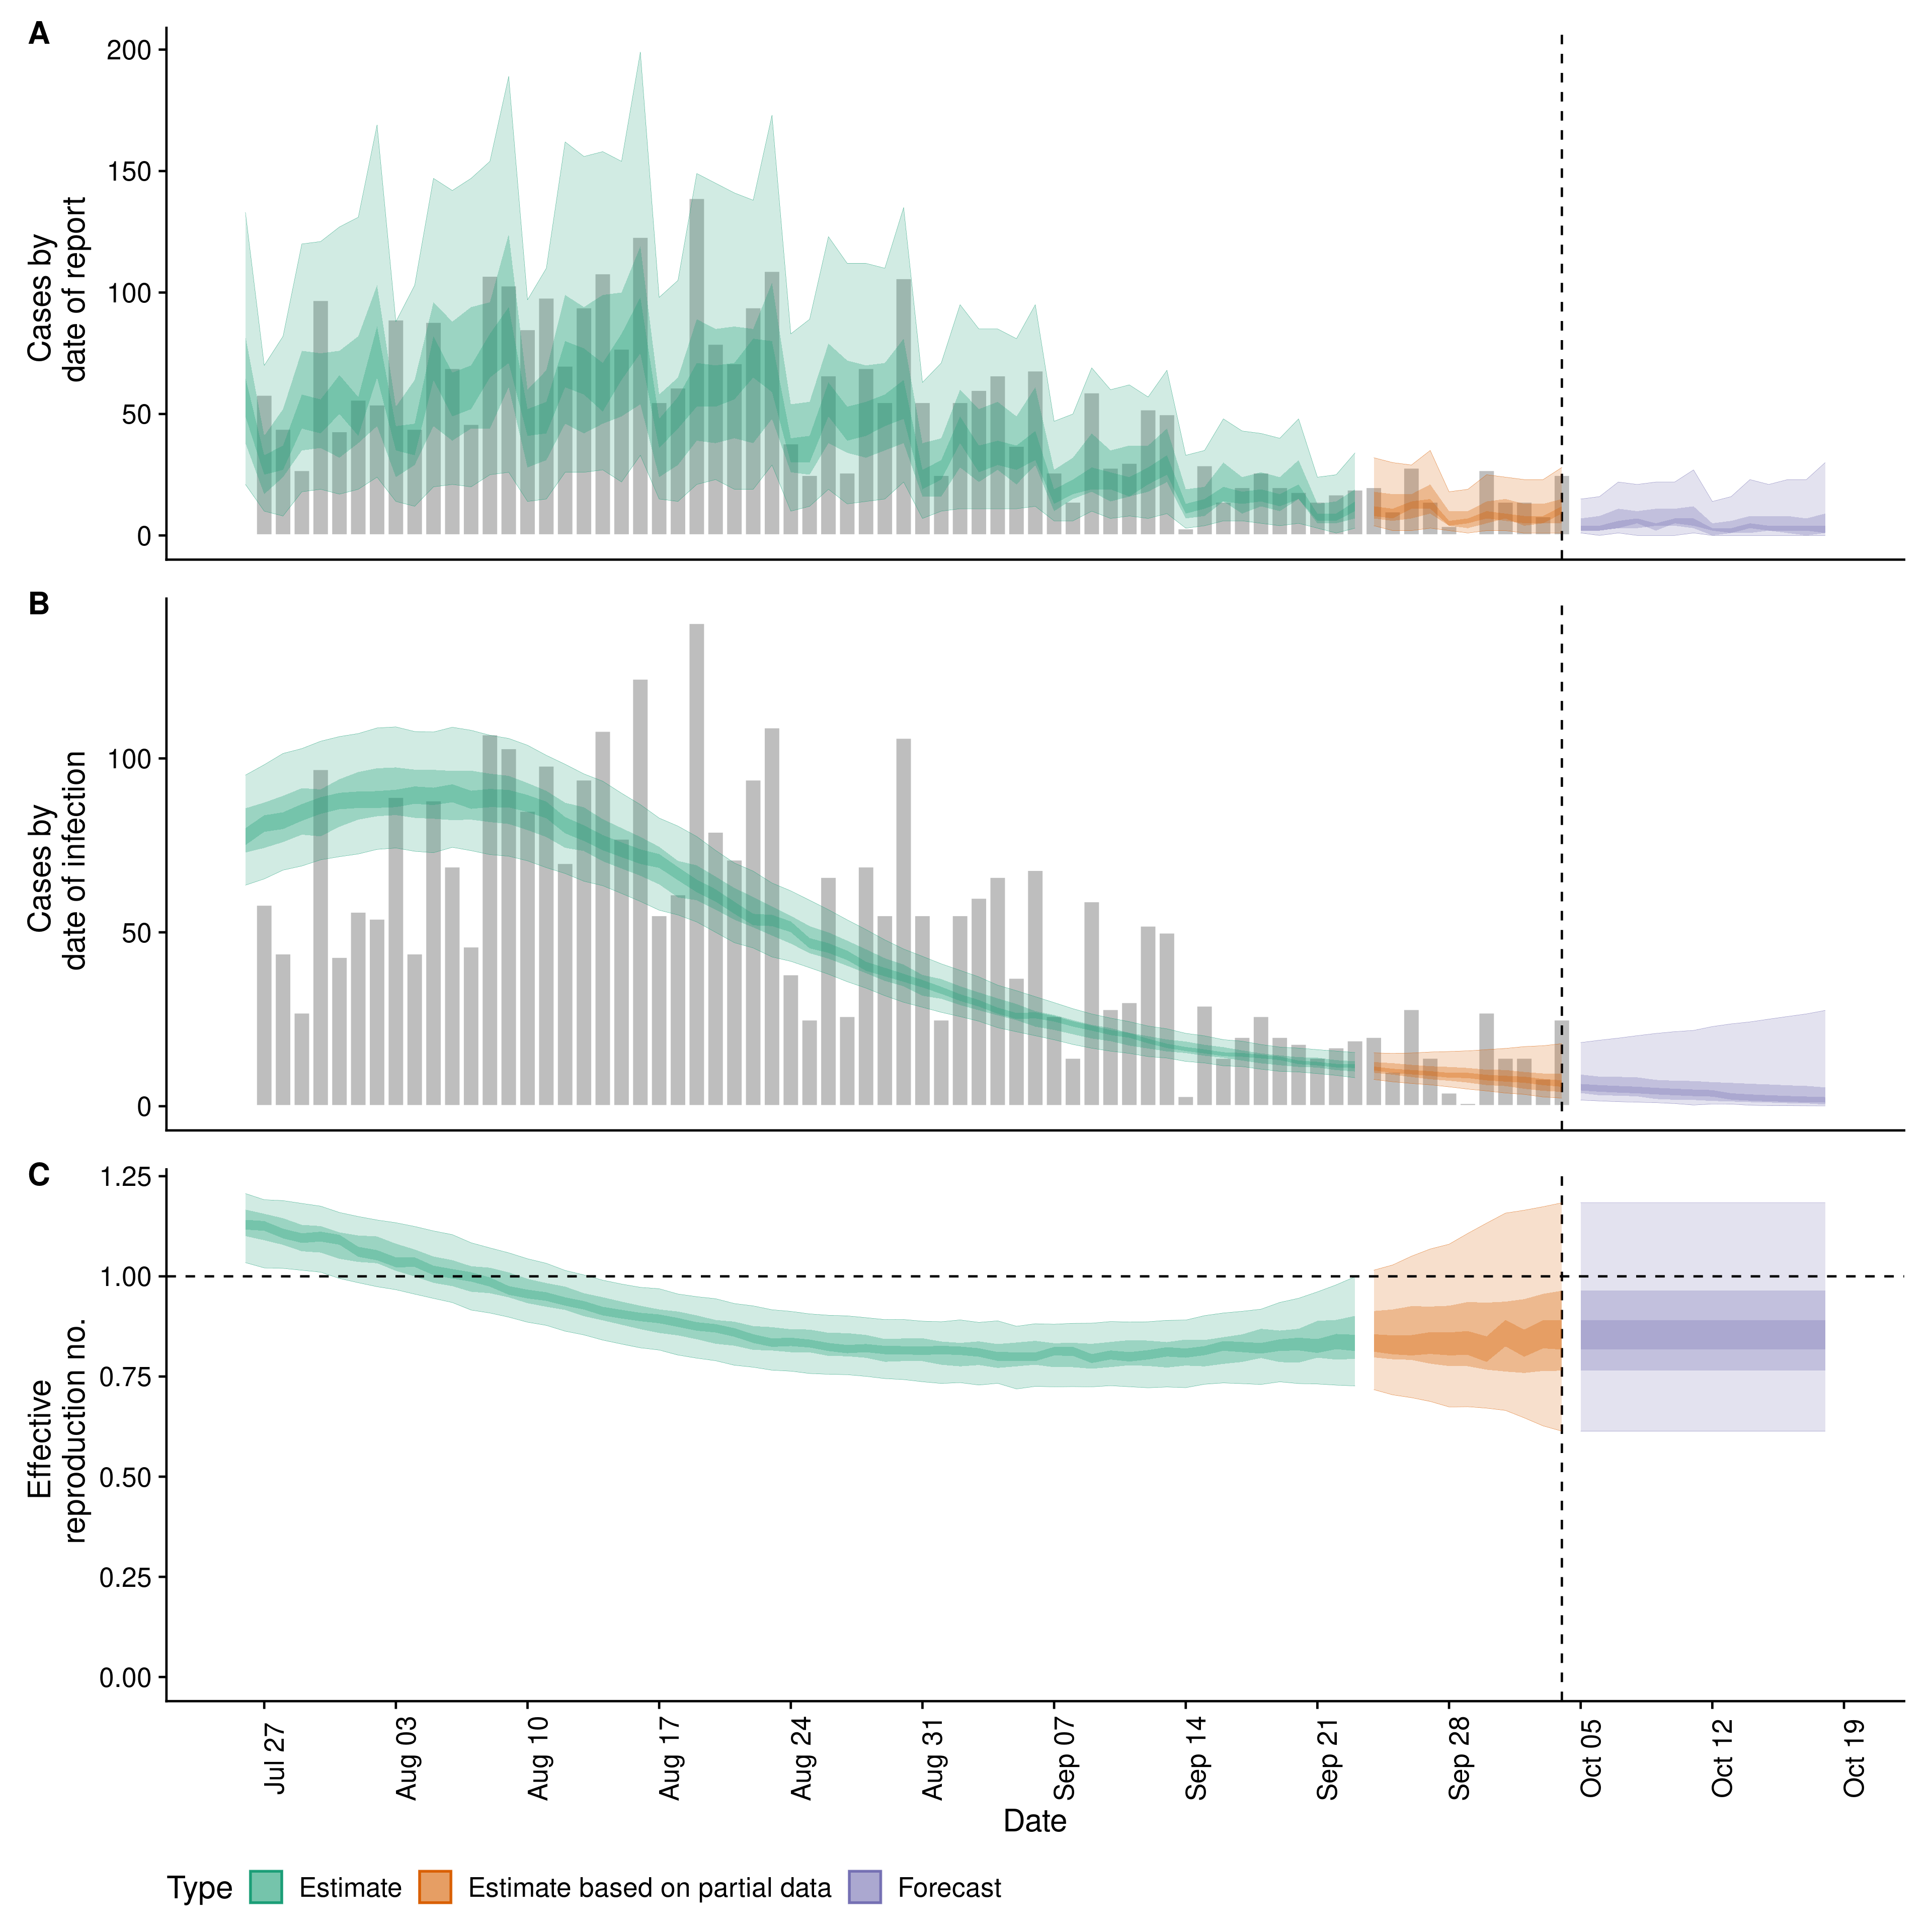 A
Cases by
date of report
200
150
100
50
0
B
Cases by
date of infection
100
50
0
C
Effective
reproduction no.
1.25
1.00
0.75
0.50
0.25
0.00
Jul 27
Aug 03
Aug 10
Aug 17
Aug 24
Aug 31
Sep 07
Sep 14
Sep 21
Sep 28
Oct 05
Oct 12
Oct 19
Date
Type Estimate Estimate based on partial data Forecast